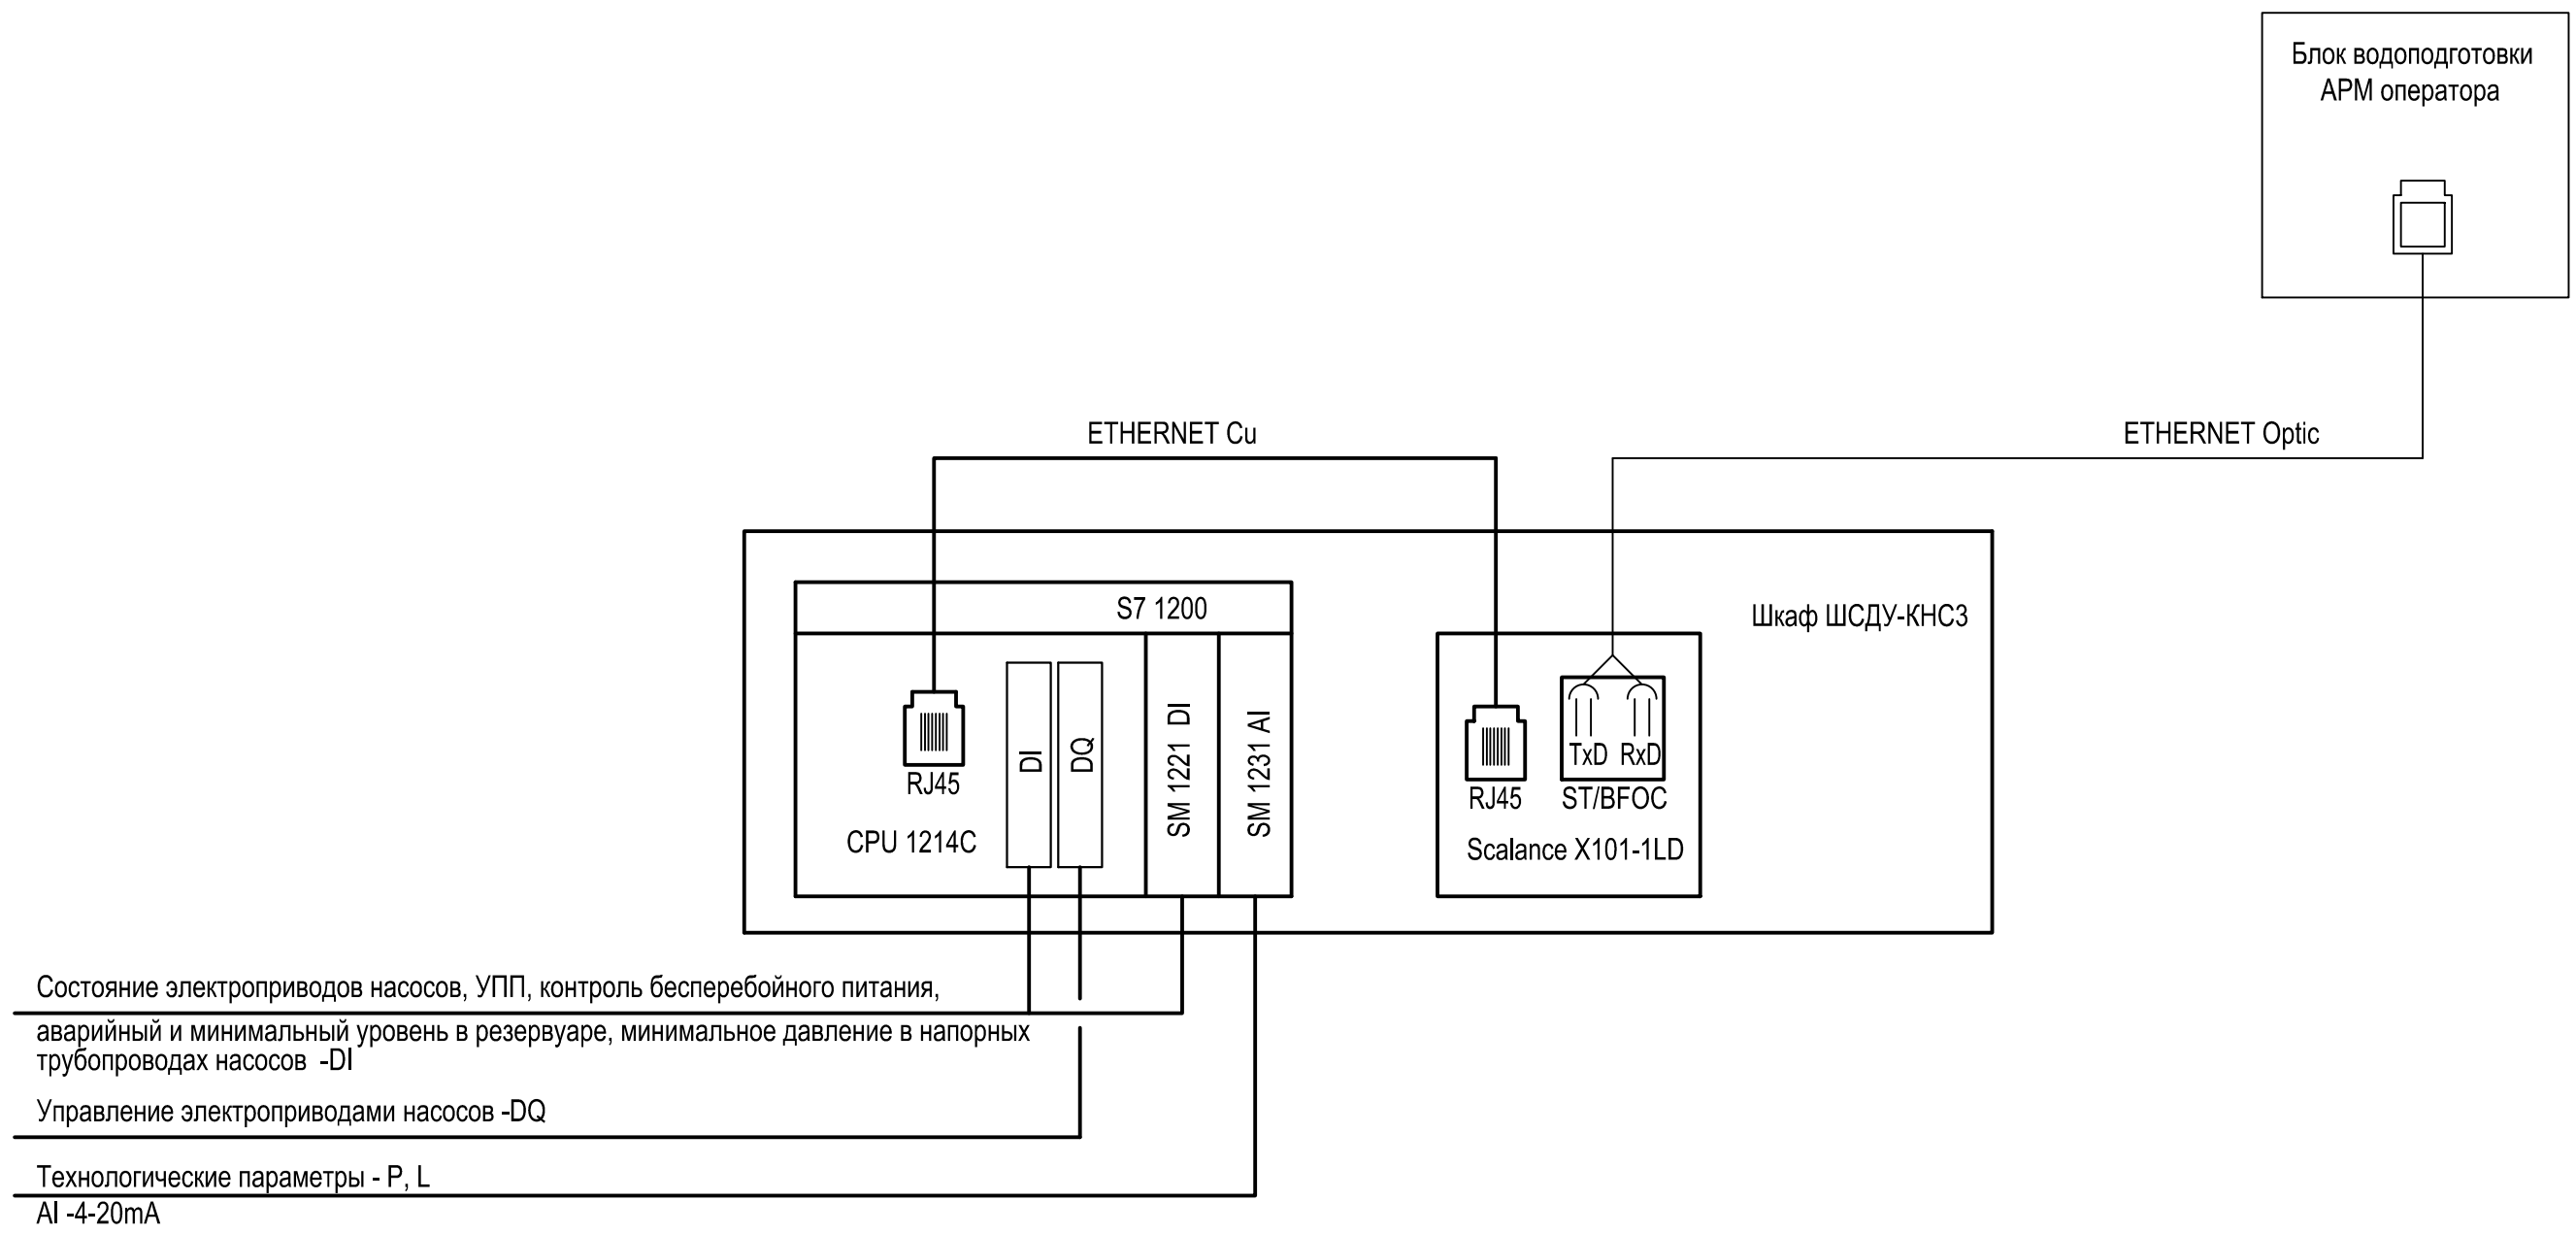 Блок водоподготовки
АРМ оператора
ETHERNET Cu
ETHERNET Optic
S7 1200
Шкаф ШСДУ-КНС3
RJ45
CPU 1214C
DI
DQ
SM 1221 DI
SM 1231 AI
TxD RxD
RJ45
ST/BFOC
Scalance X101-1LD
Состояние электроприводов насосов, УПП, контроль бесперебойного питания,
аварийный и минимальный уровень в резервуаре, минимальное давление в напорных
трубопроводах насосов -DI
Управление электроприводами насосов -DQ
Технологические параметры - P, L
AI -4-20mA